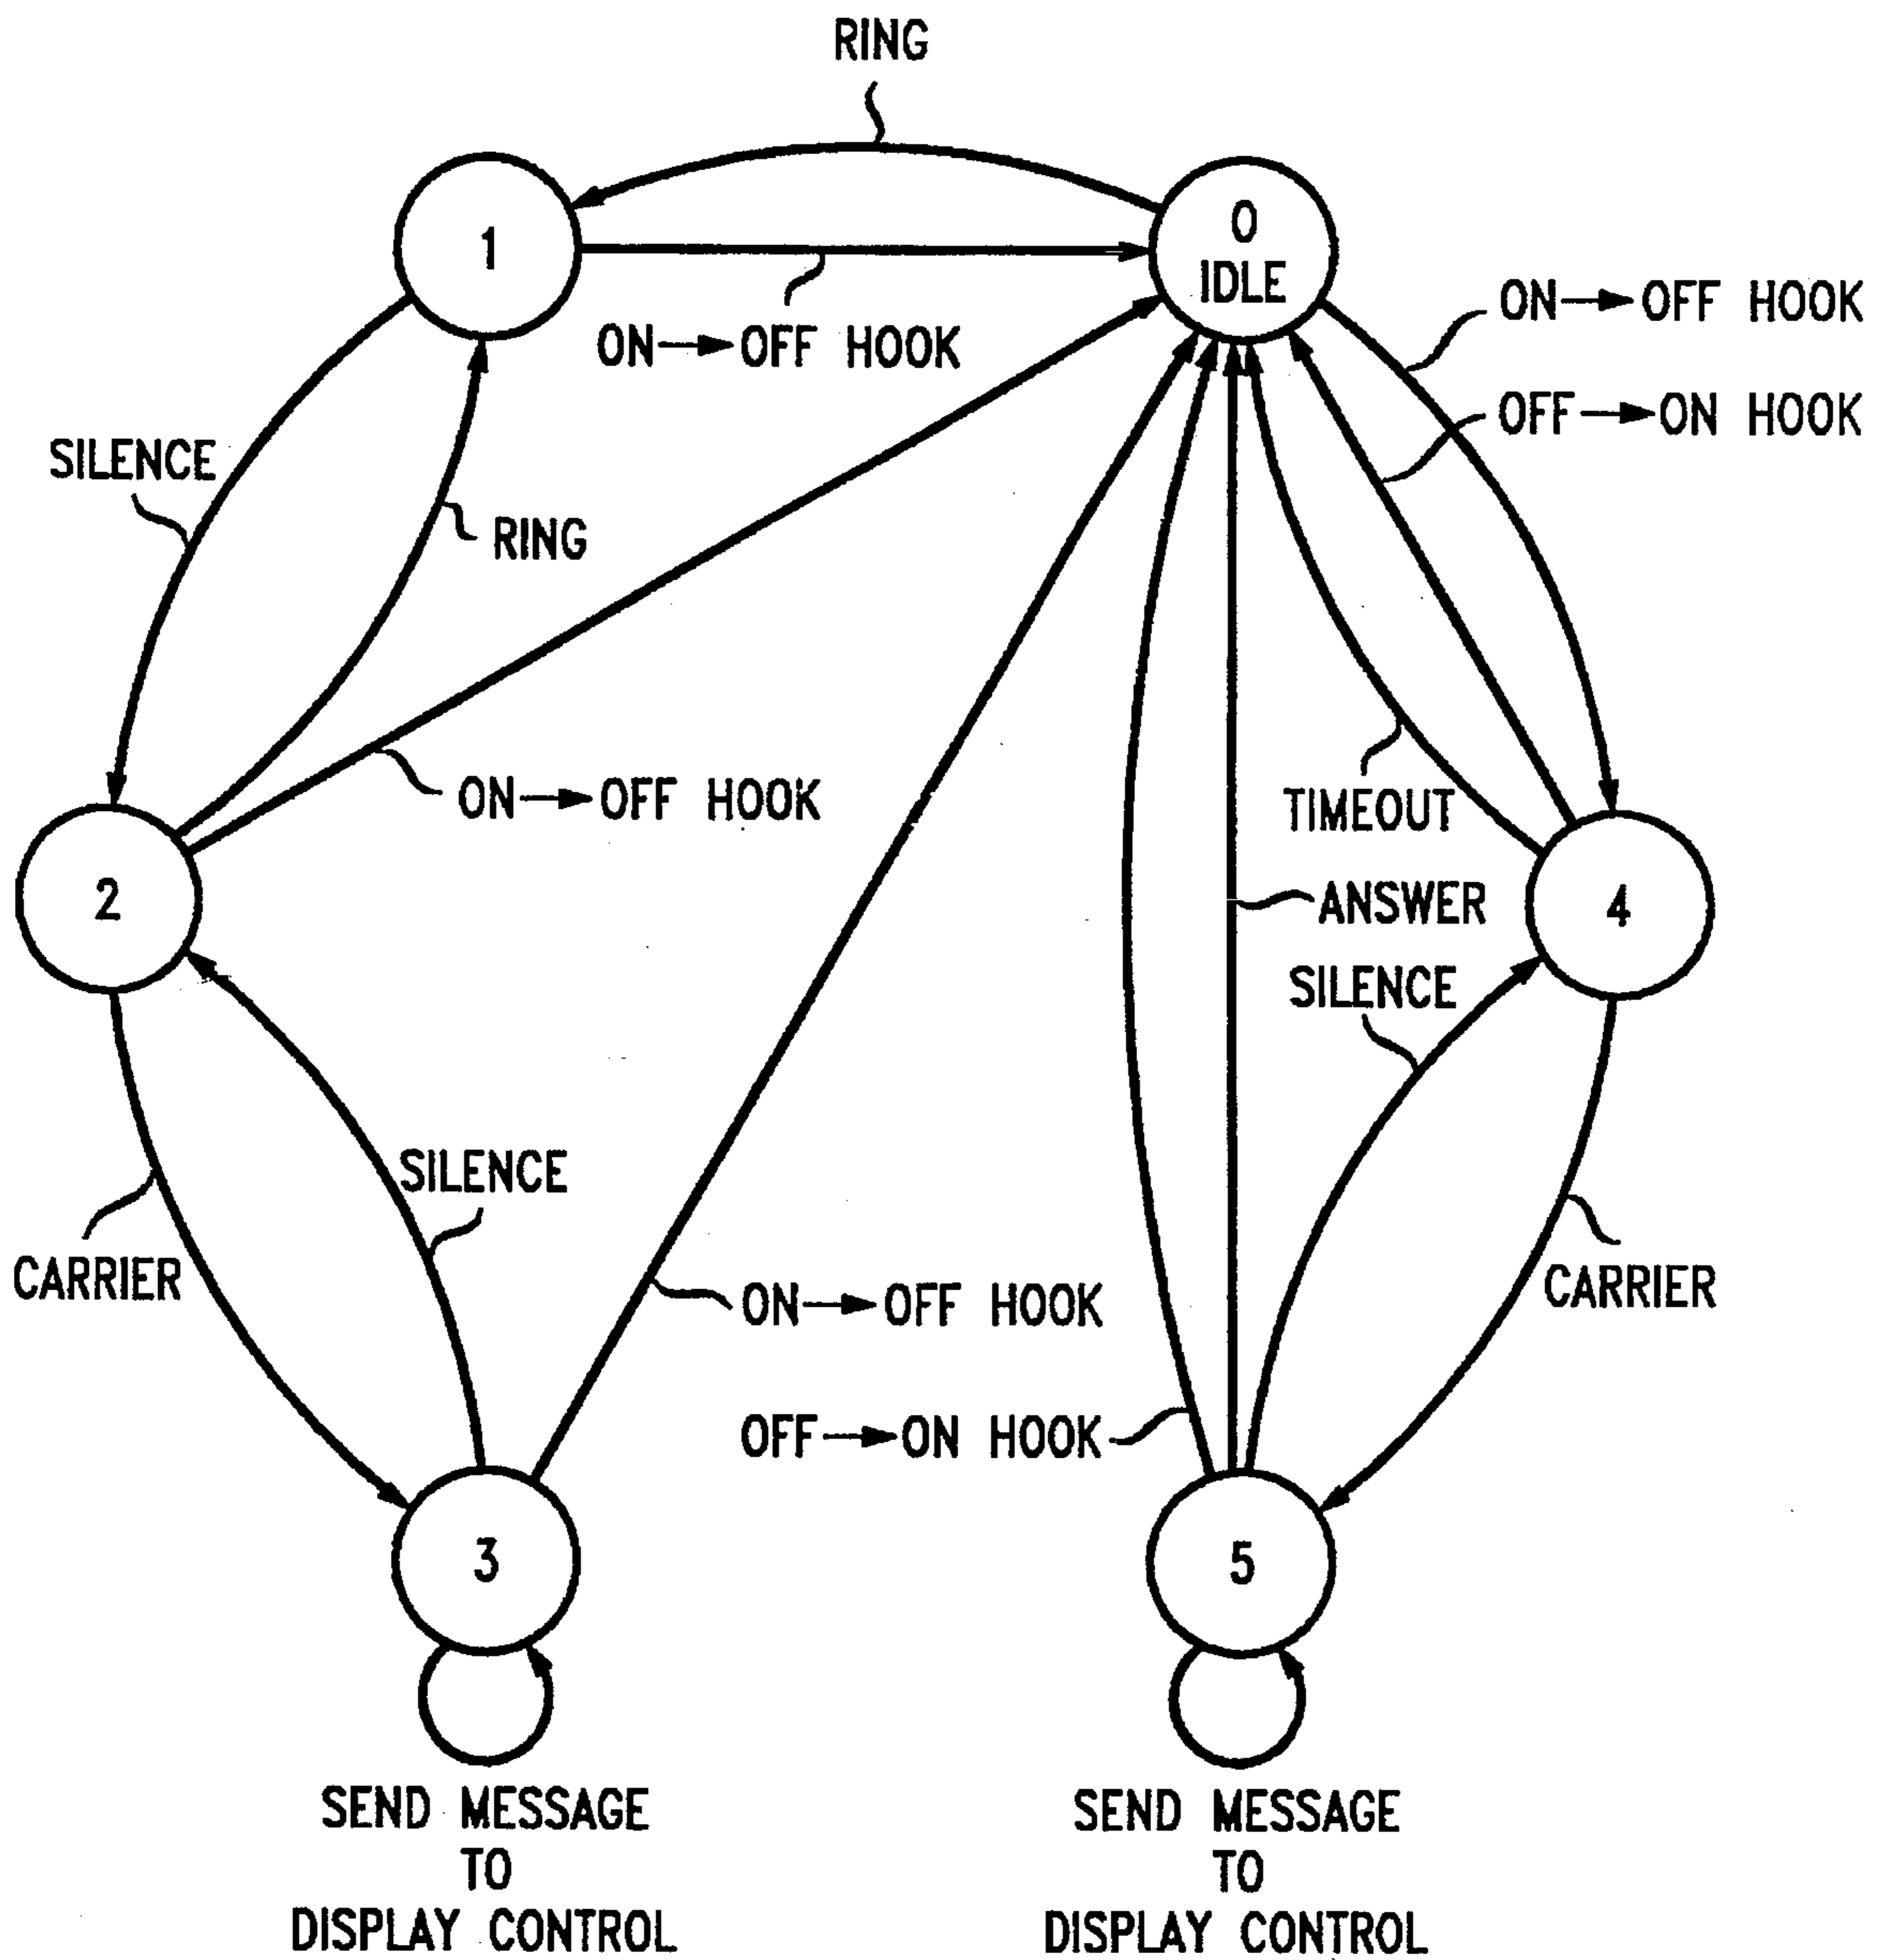 RING
1
0
IDLE
ON→OFF HOOK
ON→OFF HOOK
OFF→ON HOOK
SILENCE
RING
ON→OFF HOOK
TIMEOUT
2
ANSWER
4
SILENCE
SILENCE
CARRIER
CARRIER
ON→OFF HOOK
OFF→ON HOOK
3
5
SEND MESSAGE
TO
DISPLAY CONTROL
SEND MESSAGE
TO
DISPLAY CONTROL